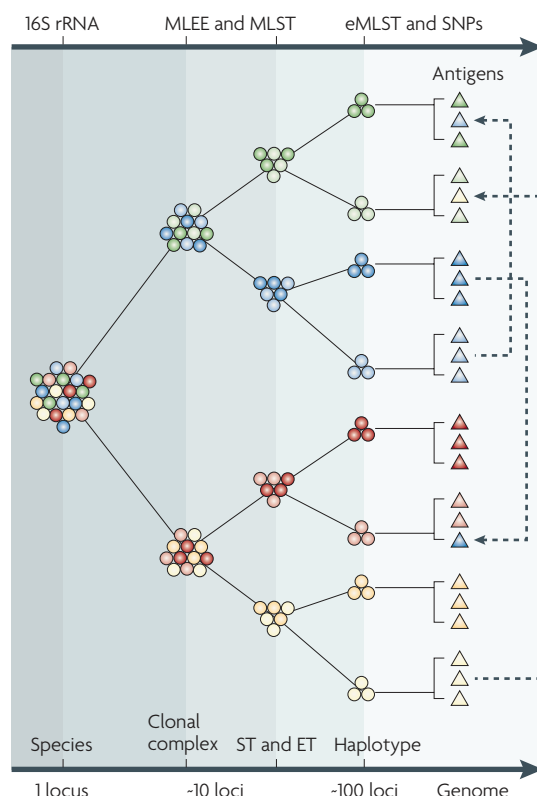 16S rRNA
MLEE and MLST
eMLST and SNPs
Antigens
Species
Clonal
complex
ST and ET
Haplotype
1 locus
~10 loci
~100 loci
Genome